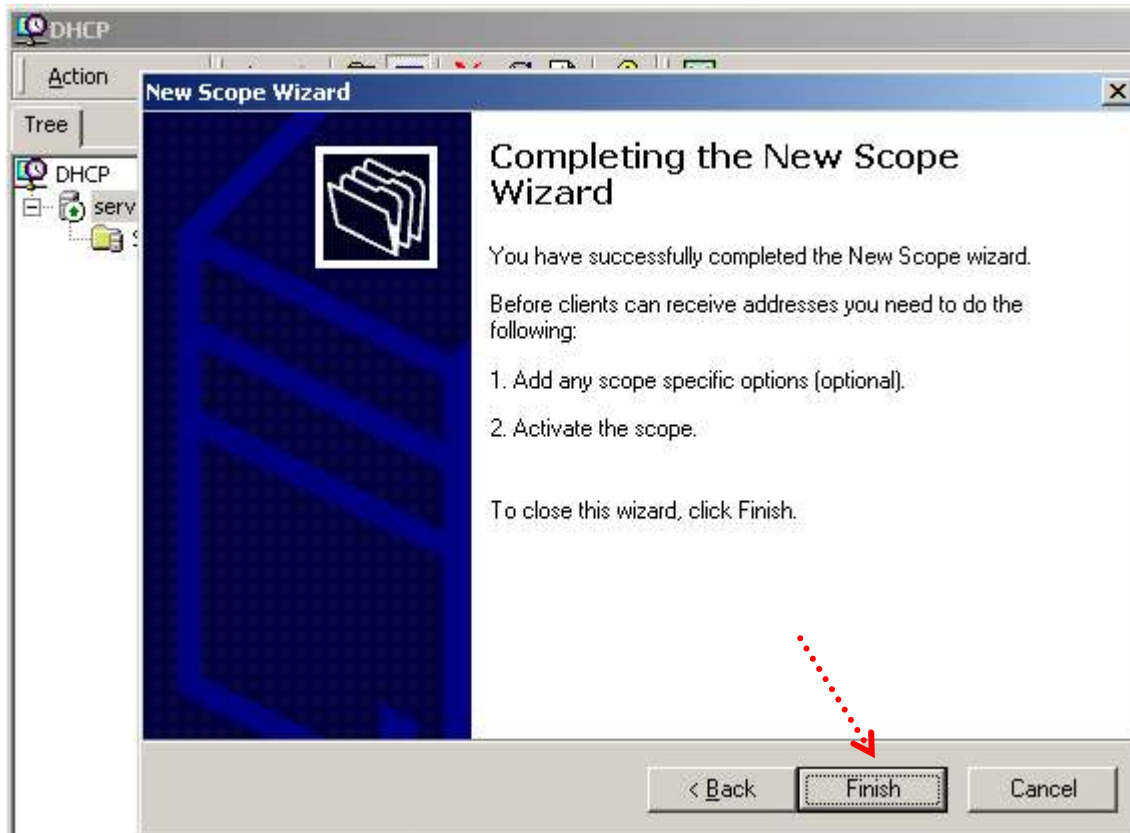 DHCP
Action
New Scope Wizard
Tree
DHCP
serv
Completing the New Scope
Wizard
You have successfully completed the New Scope wizard.
Before clients can receive addresses you need to do the
following:
1. Add any scope specific options (optional).
2. Activate the scope.
To close this wizard, click Finish.
< Back
Finish
Cancel